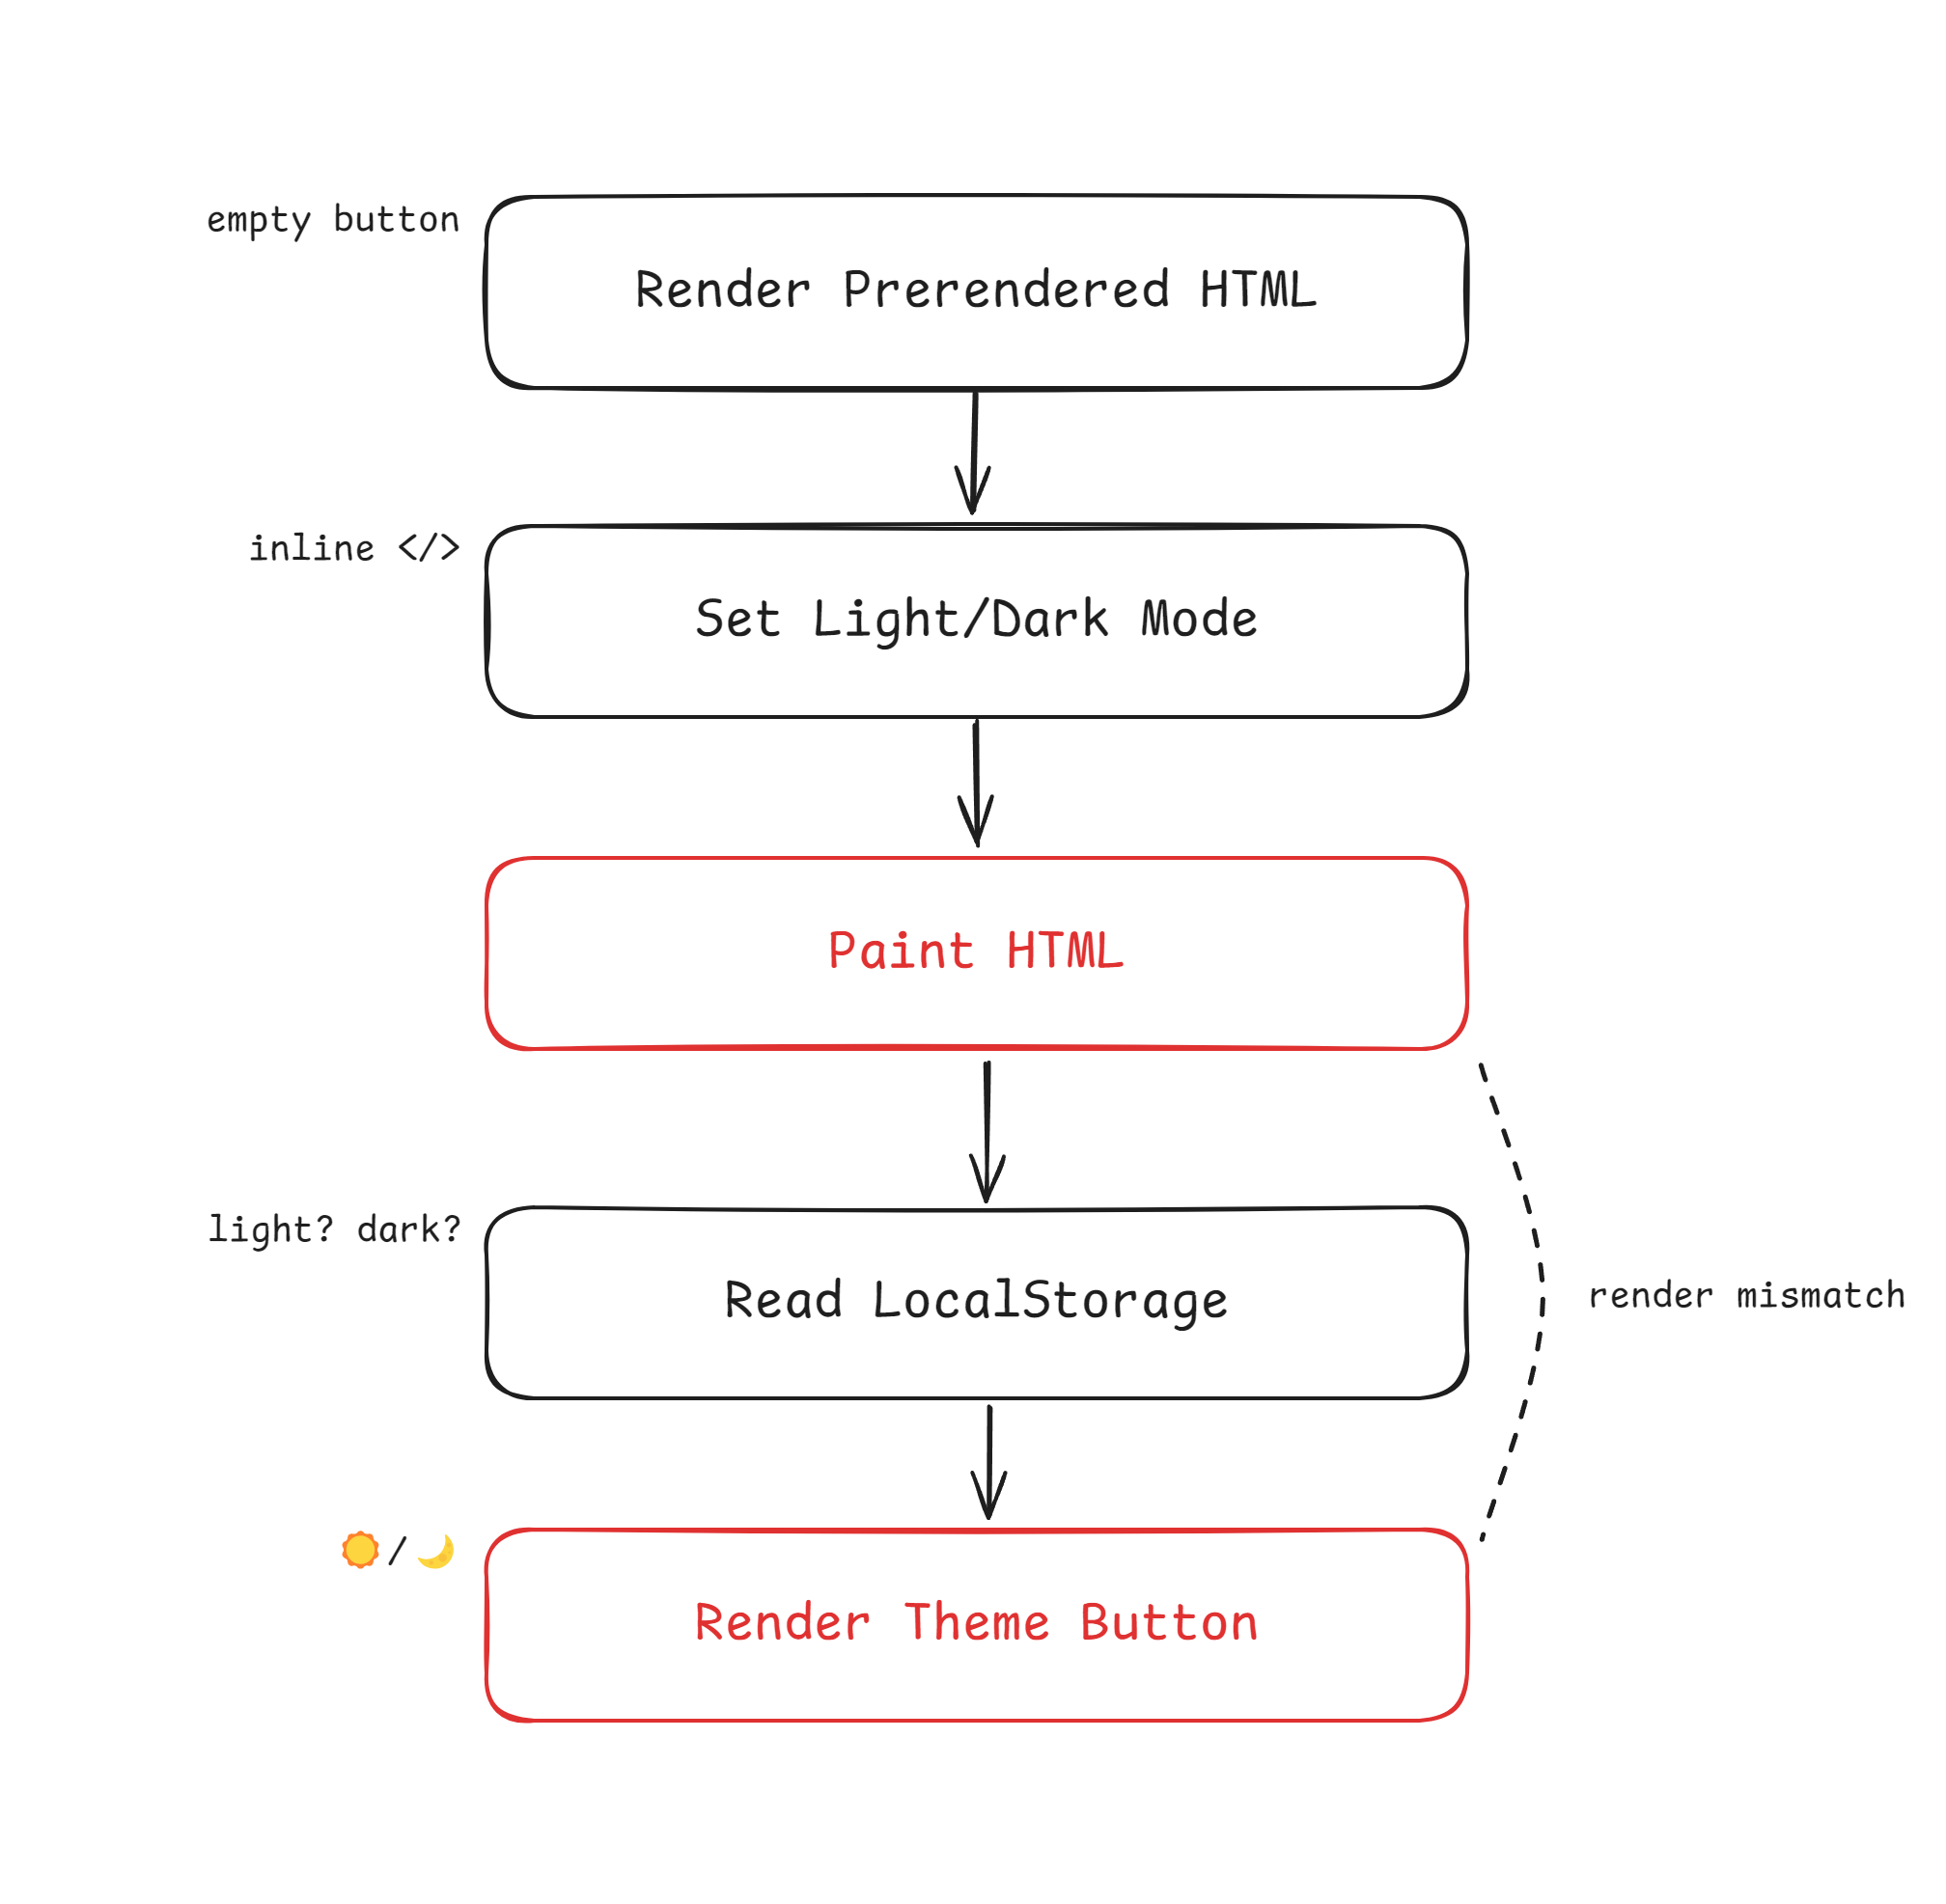 empty button
Render Prerendered HTML
inline </>
Set Light/Dark Mode
Paint HTML
light? dark?
Read LocalStorage
render mismatch
☀️/🌙
Render Theme Button